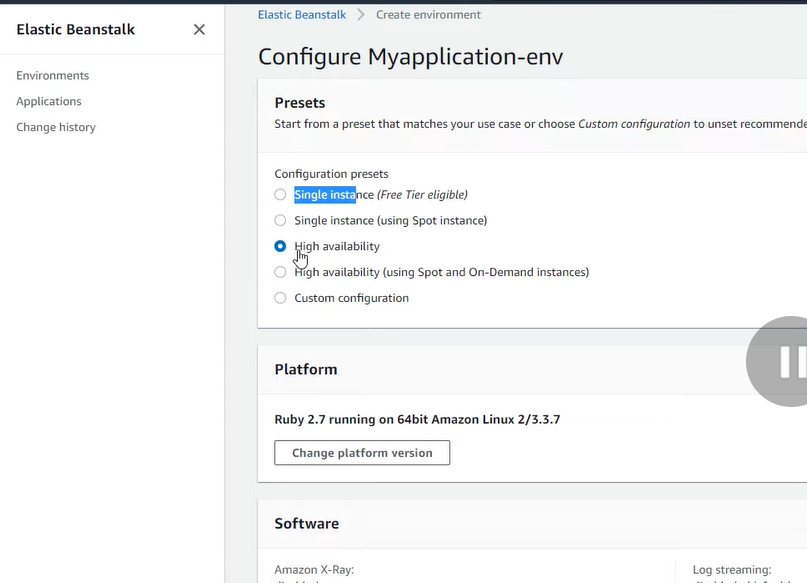 Elastic Beanstalk
Elastic Beanstalk > Create environment
Environments
Applications
Change history
Configure Myapplication-env
Presets
Start from a preset that matches your use case or choose Custom configuration to unset
Configuration presets
Single instance (Free Tier eligible)
Single instance (using Spot instance)
High availability
High availability (using Spot and On-Demand instances)
Custom configuration
Platform
Ruby 2.7 running on 64bit Amazon Linux 2/3.3.7
Change platform version
Software
Amazon X-Ray:
Log streaming: